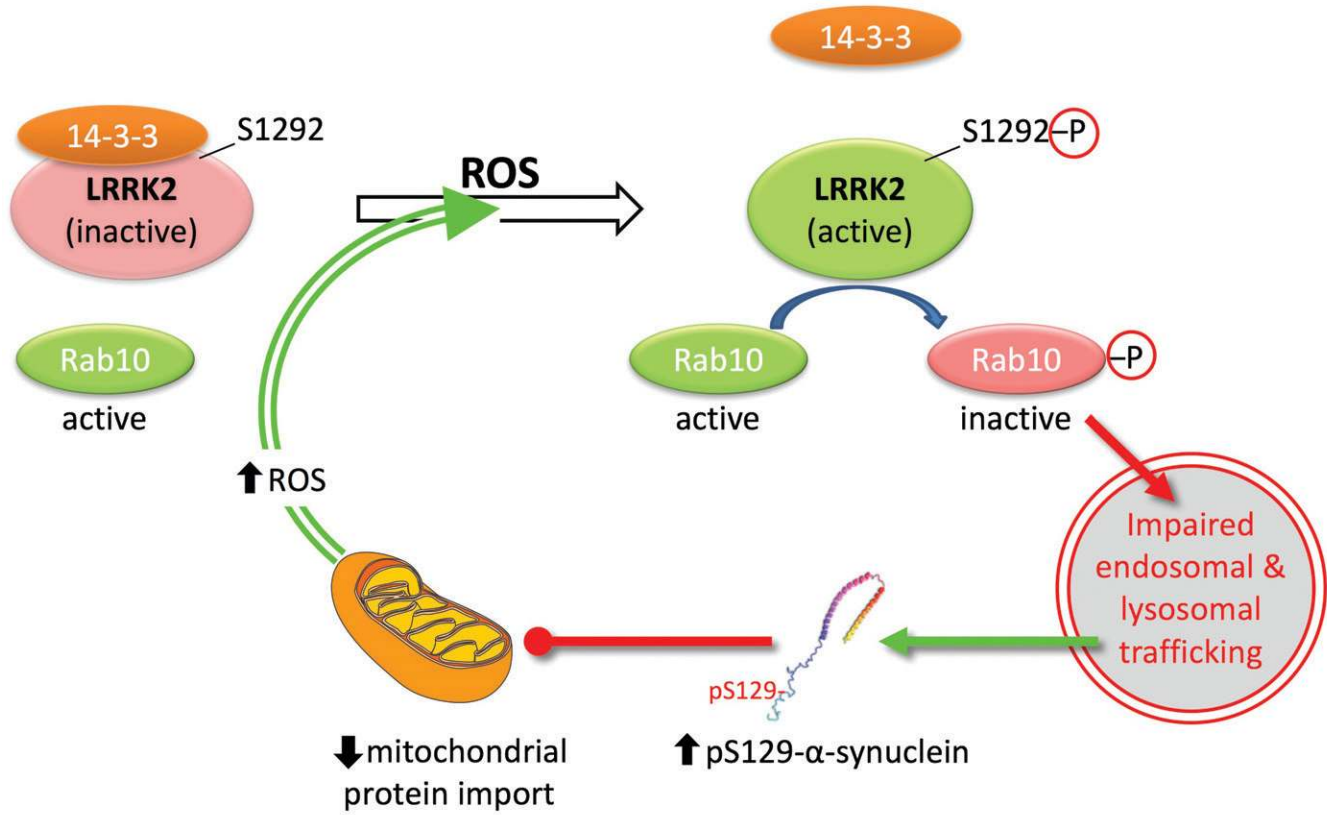 14-3-3
14-3-3
S1292
LRRK2
(inactive)
ROS
S1292–P
LRRK2
(active)
Rab10
active
Rab10
active
Rab10 –P
inactive
⬆ROS
Impaired
endosomal &
lysosomal
trafficking
pS129-
⬇mitochondrial
protein import
⬆pS129-α-synuclein